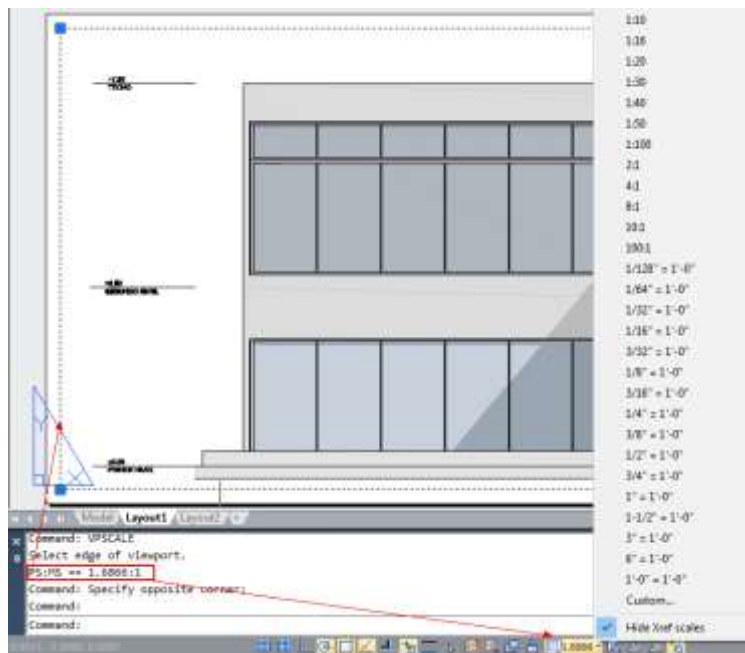 1:10
1:16
1:20
1:30
1:40
1:50
1:100
2:1
4:1
8:1
10:1
100:1
1/128" = 1'-0"
1/64" = 1'-0"
1/32" = 1'-0"
1/16" = 1'-0"
3/32" = 1'-0"
1/8" = 1'-0"
3/16" = 1'-0"
1/4" = 1'-0"
3/8" = 1'-0"
1/2" = 1'-0"
3/4" = 1'-0"
1" = 1'-0"
1-1/2" = 1'-0"
3" = 1'-0"
6" = 1'-0"
1'-0" = 1'-0"
Custom...
Hide Xref scales
Model Layout1 Layout2 +
Command: VPSCALE
Select edge of viewport.
PS:MS == 1.6066:1
Command: Specify opposite corner:
Command:
Command:
1.6066